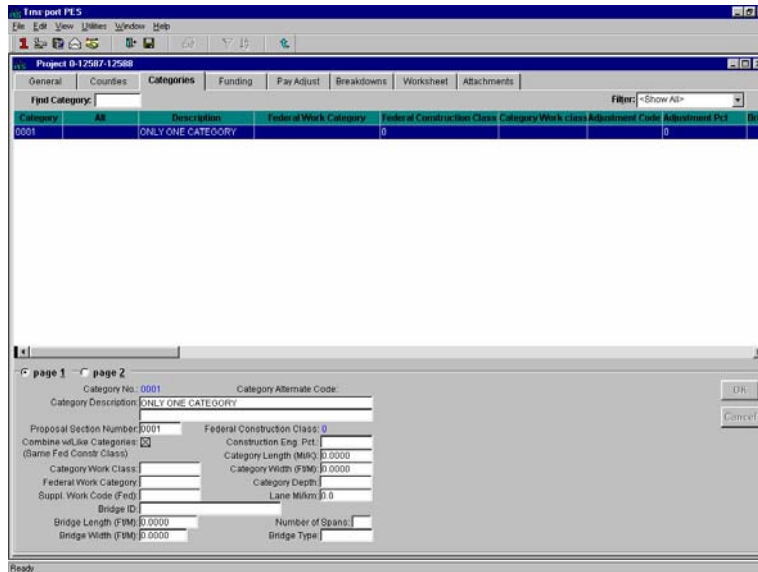 Trns·port PES
File Edit View Utilities Window Help
Project 0-12587-12588
General Counties Categories Funding Pay Adjust Breakdowns Worksheet Attachments
Find Category: Filter: <Show All>
Category Alt Description Federal Work Category Federal Construction Class Category Work class Adjustment Code Adjustment Pct
0001 ONLY ONE CATEGORY 0 0
page 1 page 2
Category No.: 0001 Category Alternate Code:
Category Description: ONLY ONE CATEGORY
Proposal Section Number: 0001 Federal Construction Class: 0
Combine w/Like Categories: Construction Eng. Pct.:
(Same Fed Constr Class) Category Length (Mi/K): 0.0000
Category Work Class: Category Width (Ft/M): 0.0000
Federal Work Category: Category Depth:
Suppl. Work Code (Fed): Lane Mi/km: 0.0
Bridge ID:
Bridge Length (Ft/M): 0.0000 Number of Spans:
Bridge Width (Ft/M): 0.0000 Bridge Type:
OK
Cancel
Ready